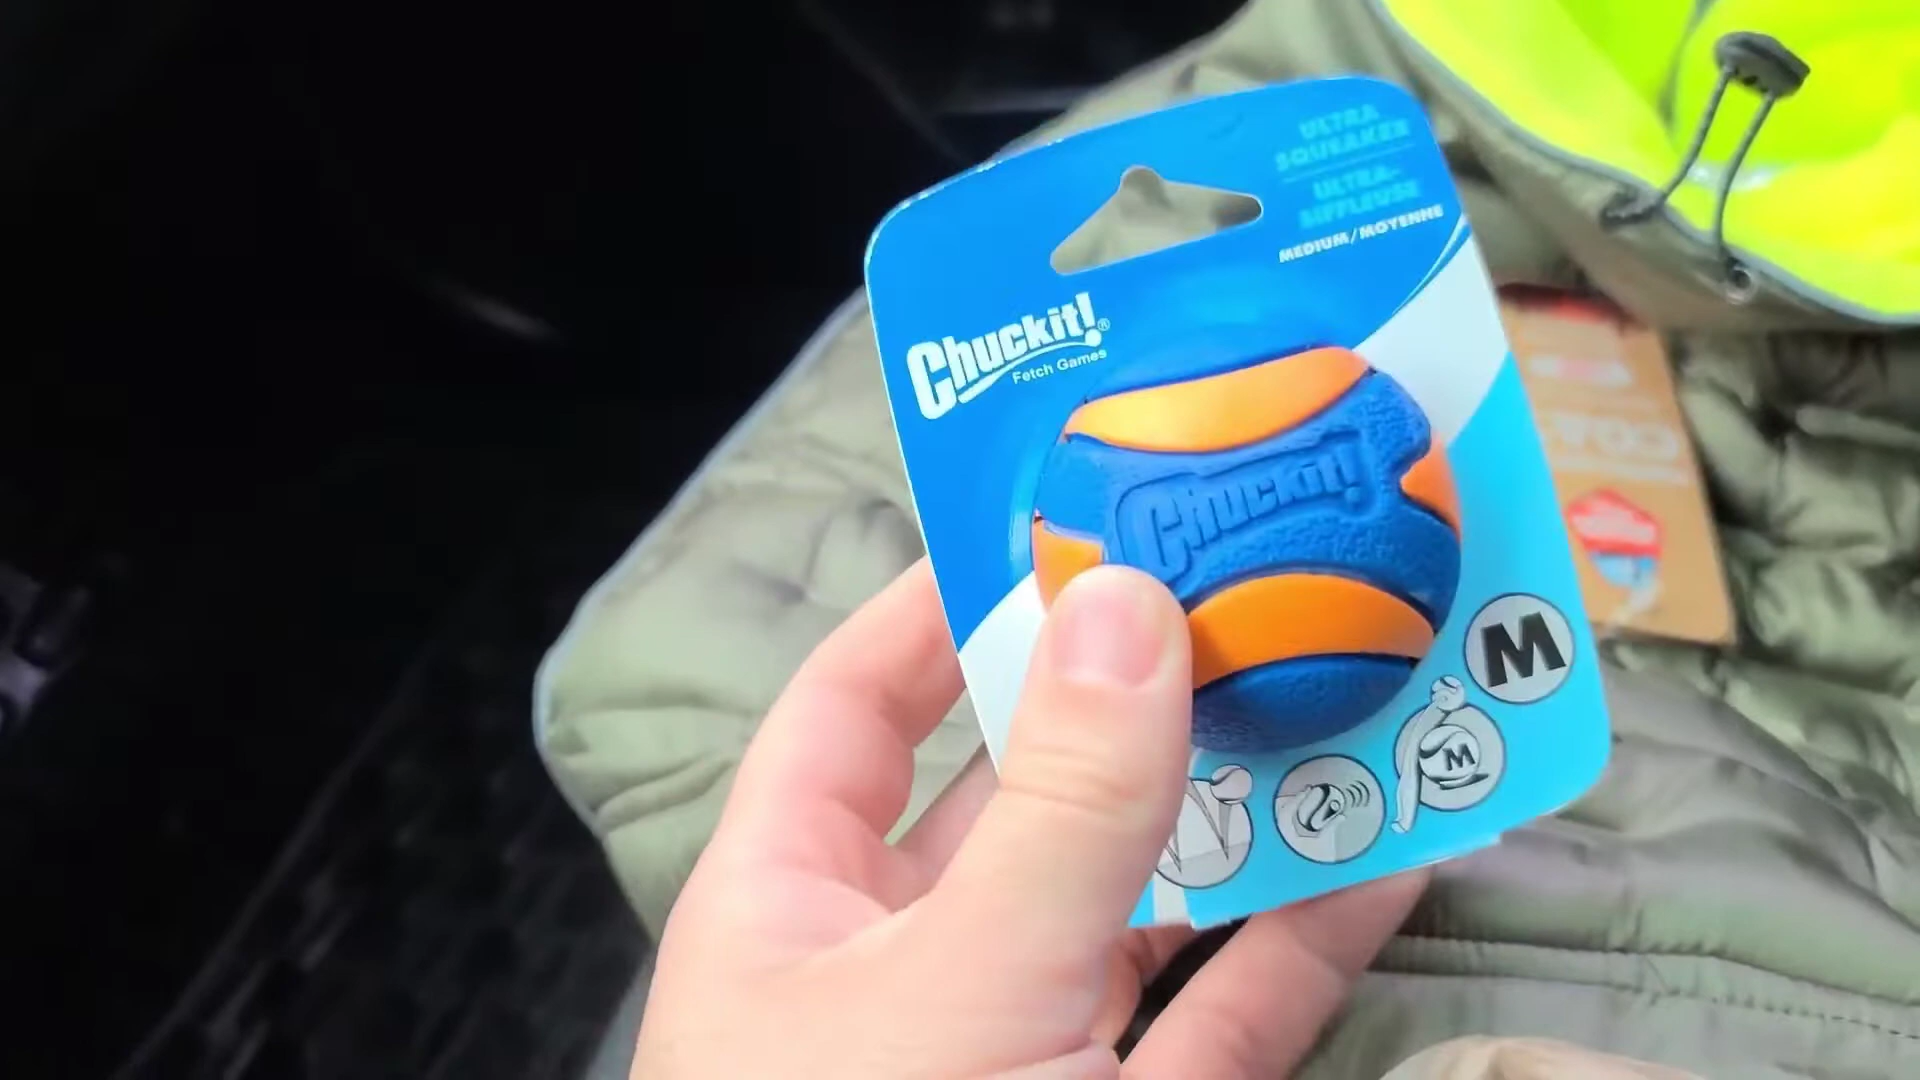 ULTRA
SQUEAKER
ULTRA-
SIFFLEUSE
MEDIUM/MOYENNE
Chuckit!®
Fetch Games
Chuckit!
M
M